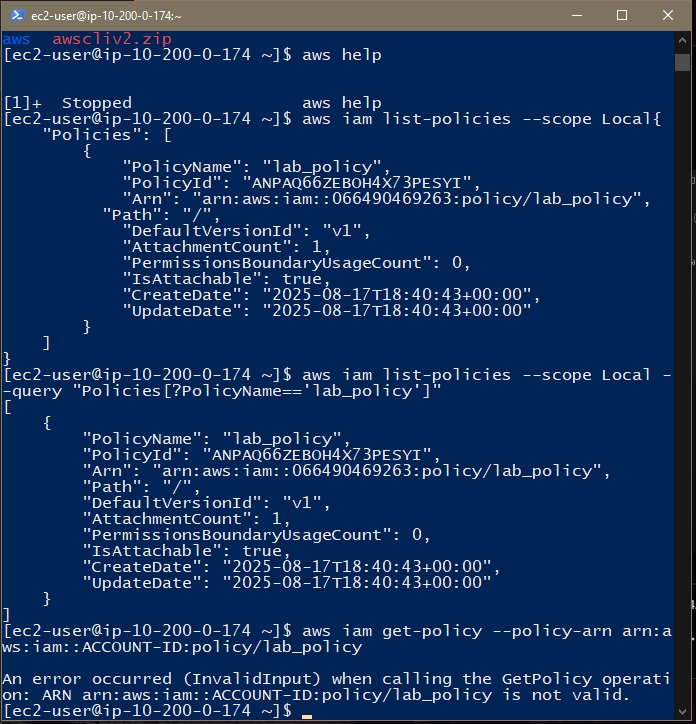 ec2-user@ip-10-200-0-174:~
aws  awscliv2.zip
[ec2-user@ip-10-200-0-174 ~]$ aws help
[1]+  Stopped                 aws help
[ec2-user@ip-10-200-0-174 ~]$ aws iam list-policies --scope Local{
    "Policies": [
        {
            "PolicyName": "lab_policy",
            "PolicyId": "ANPAQ66ZEBOH4X73PESYI",
            "Arn": "arn:aws:iam::066490469263:policy/lab_policy",
          "Path": "/",
            "DefaultVersionId": "v1",
            "AttachmentCount": 1,
            "PermissionsBoundaryUsageCount": 0,
            "IsAttachable": true,
            "CreateDate": "2025-08-17T18:40:43+00:00",
            "UpdateDate": "2025-08-17T18:40:43+00:00"
        }
    ]
}
[ec2-user@ip-10-200-0-174 ~]$ aws iam list-policies --scope Local -
-query "Policies[?PolicyName=='lab_policy']"
[
    {
        "PolicyName": "lab_policy",
        "PolicyId": "ANPAQ66ZEBOH4X73PESYI",
        "Arn": "arn:aws:iam::066490469263:policy/lab_policy",
        "Path": "/",
        "DefaultVersionId": "v1",
        "AttachmentCount": 1,
        "PermissionsBoundaryUsageCount": 0,
        "IsAttachable": true,
        "CreateDate": "2025-08-17T18:40:43+00:00",
        "UpdateDate": "2025-08-17T18:40:43+00:00"
    }
]
[ec2-user@ip-10-200-0-174 ~]$ aws iam get-policy --policy-arn arn:a
ws:iam::ACCOUNT-ID:policy/lab_policy
An error occurred (InvalidInput) when calling the GetPolicy operati
on: ARN arn:aws:iam::ACCOUNT-ID:policy/lab_policy is not valid.
[ec2-user@ip-10-200-0-174 ~]$